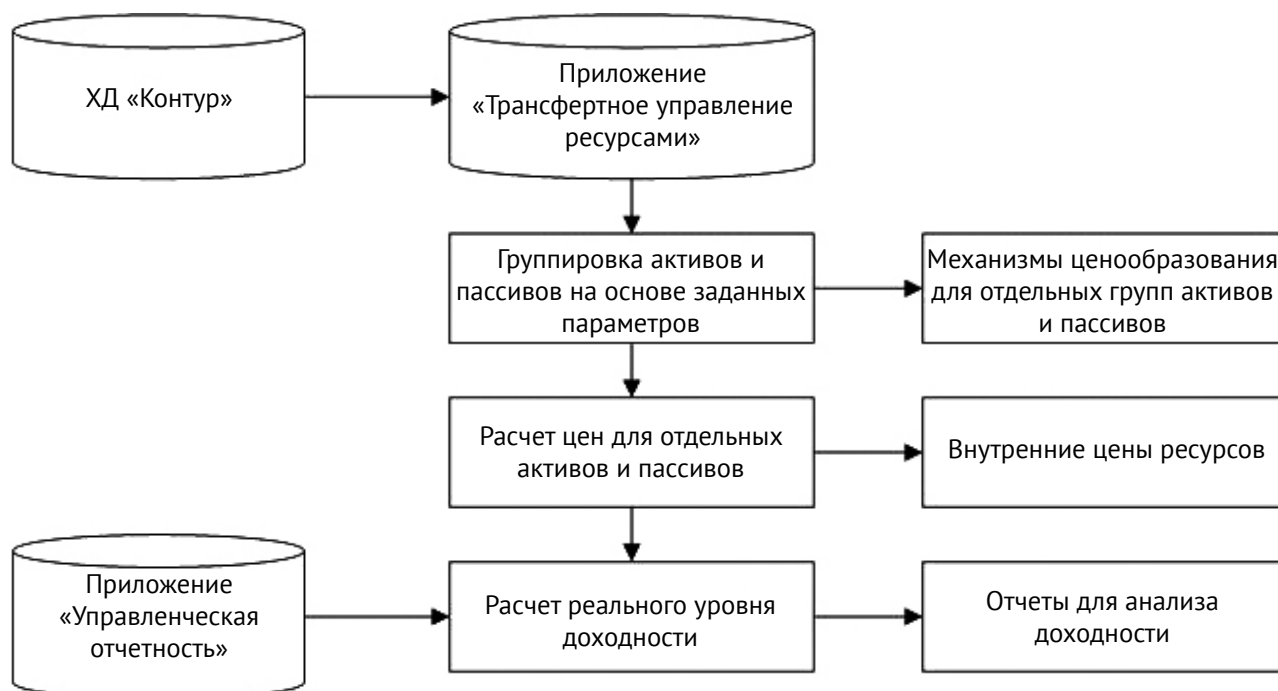 ХД «Контур»
Приложение
«Трансфертное управление
ресурсами»
Группировка активов и
пассивов на основе заданных
параметров
Механизмы ценообразования
для отдельных групп активов
и пассивов
Расчет цен для отдельных
активов и пассивов
Внутренние цены ресурсов
Приложение
«Управленческая
отчетность»
Расчет реального уровня
доходности
Отчеты для анализа
доходности